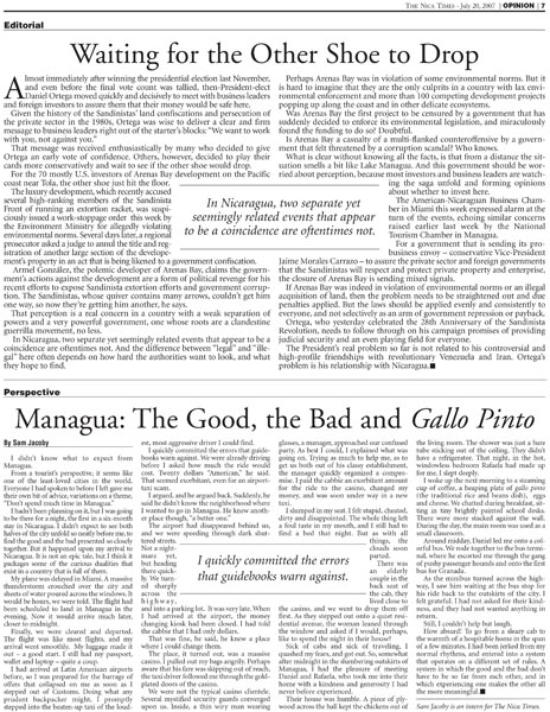 THE NICA TIMES - July 20, 2007 | OPINION | 7
Editorial
Waiting for the Other Shoe to Drop
Almost immediately after winning the presidential election last November,
and even before the final vote count was tallied, then-President-elect
Daniel Ortega moved quickly and decisively to meet with business leaders
and foreign investors to assure them that their money would be safe here.
Given the history of the Sandinistas' land confiscations and persecution of
the private sector in the 1980s, Ortega was wise to deliver a clear and firm
message to business leaders right out of the starter's blocks: "We want to work
with you, not against you."
That message was received enthusiastically by many who decided to give
Ortega an early vote of confidence. Others, however, decided to play their
cards more conservatively and wait to see if the other shoe would drop.
For the 70 mostly U.S. investors of Arenas Bay development on the Pacific
coast near Tola, the other shoe just hit the floor.
The luxury development, which recently accused
several high-ranking members of the Sandinista
Front of running an extortion racket, was suspi-
ciously issued a work-stoppage order this week by
the Environment Ministry for allegedly violating
environmental norms. Several days later, a regional
prosecutor asked a judge to annul the title and reg-
istration of another large section of the develop-
ment's property in an act that is being likened to a government confiscation.
Armel González, the polemic developer of Arenas Bay, claims the govern-
ment's actions against the development are a form of political revenge for his
recent efforts to expose Sandinista extortion efforts and government corrup-
tion. The Sandinistas, whose quiver contains many arrows, couldn't get him
one way, so now they're getting him another, he says.
That perception is a real concern in a country with a weak separation of
powers and a very powerful government, one whose roots are a clandestine
guerrilla movement, no less.
In Nicaragua, two separate yet seemingly related events that appear to be a
coincidence are oftentimes not. And the difference between "legal" and "ille-
gal" here often depends on how hard the authorities want to look, and what
they hope to find.
In Nicaragua, two separate yet
seemingly related events that appear
to be a coincidence are oftentimes not.
Perhaps Arenas Bay was in violation of some environmental norms. But it
is hard to imagine that they are the only culprits in a country with lax envi-
ronmental enforcement and more than 100 competing development projects
popping up along the coast and in other delicate ecosystems.
Was Arenas Bay the first project to be censured by a government that has
suddenly decided to enforce its environmental legislation, and miraculously
found the funding to do so? Doubtful.
Is Arenas Bay a casualty of a multi-flanked counteroffensive by a govern-
ment that felt threatened by a corruption scandal? Who knows.
What is clear without knowing all the facts, is that from a distance the sit-
uation smells a bit like Lake Managua. And this government should be wor-
ried about perception, because most investors and business leaders are watch-
ing the saga unfold and forming opinions
about whether to invest here.
The American-Nicaraguan Business Cham-
ber in Miami this week expressed alarm at the
turn of the events, echoing similar concerns
raised earlier last week by the National
Tourism Chamber in Managua.
For a government that is sending its pro-
business envoy – conservative Vice-President
Jaime Morales Carrazo – to assure the private sector and foreign governments
that the Sandinistas will respect and protect private property and enterprise,
the closure of Arenas Bay is sending mixed signals.
If Arenas Bay was indeed in violation of environmental norms or an illegal
acquisition of land, then the problem needs to be straightened out and due
penalties applied. But the laws should be applied evenly and consistently to
everyone, and not selectively as an arm of government repression or payback.
Ortega, who yesterday celebrated the 28th Anniversary of the Sandinista
Revolution, needs to follow through on his campaign promises of providing
judicial security and an even playing field for everyone.
The President's real problem so far is not related to his controversial and
high-profile friendships with revolutionary Venezuela and Iran. Ortega's
problem is his relationship with Nicaragua.
Perspective
Managua: The Good, the Bad and Gallo Pinto
By Sam Jacoby
I didn't know what to expect from
Managua.
From a tourist's perspective, it seems like
one of the least-loved cities in the world.
Everyone I had spoken to before I left gave me
their own bit of advice, variations on a theme,
"Don't spend much time in Managua."
I hadn't been planning on it, but I was going
to be there for a night, the first in a six-month
stay in Nicaragua. I didn't expect to see both
halves of the city unfold so neatly before me, to
find the good and the bad presented so closely
together. But it happened upon my arrival to
Nicaragua. It is not an epic tale, but I think it
packages some of the curious dualities that
exist in a country that is full of them.
My plane was delayed in Miami. A massive
thunderstorm crouched over the city and
sheets of water poured across the windows. It
would be hours, we were told. The flight had
been scheduled to land in Managua in the
evening. Now it would arrive much later,
closer to midnight.
Finally, we were cleared and departed.
The flight was like most flights, and my
arrival went smoothly. My baggage made it
out – a good start. I still had my passport,
wallet and laptop – quite a coup.
I had arrived at Latin American airports
before, so I was prepared for the barrage of
offers that collapsed on me as soon as I
stepped out of Customs. Doing what any
prudent backpacker might, I promptly
stepped into the beaten-up taxi of the loud-
est, most aggressive driver I could find.
I quickly committed the errors that guide-
books warn against. We were already driving
before I asked how much the ride would
cost. Twenty dollars "American," he said.
That seemed exorbitant, even for an airport-
taxi scam.
I argued, and he argued back. Suddenly, he
said he didn't know the neighborhood where
I wanted to go in Managua. He knew anoth-
er place though, "a better one."
The airport had disappeared behind us,
and we were speeding through dark shut-
tered streets.
Not a night-
mare yet,
but heading
there quick-
ly. We turn-
ed sharply
across the
highway,
and into a parking lot. It was very late. When
I had arrived at the airport, the money
changing kiosk had been closed. I had told
the cabbie that I had only dollars.
That was fine, he said, he knew a place
where I could change them.
The place, it turned out, was a massive
casino. I pulled out my bags angrily. Perhaps
aware that his fare was skipping out of reach,
the taxi driver followed me through the gold-
plated doors of the casino.
We were not the typical casino clientele.
Several mystified security guards converged
upon us. Inside, a thin wiry man wearing
I quickly committed the errors
that guidebooks warn against.
glasses, a manager, approached our confused
party. As best I could, I explained what was
going on. Trying as much to help me, as to
get us both out of his classy establishment,
the manager quickly organized a compro-
mise. I paid the cabbie an exorbitant amount
for the ride to the casino, changed my
money, and was soon under way in a new
taxi.
I slumped in my seat. I felt stupid, cheated,
dirty and disappointed. The whole thing left
a foul taste in my mouth, and I still had to
find a bed that night. But as with all
things, the
clouds soon
parted.
There was
an elderly
couple in the
back seat of
the cab, they
lived close to
the casino, and we went to drop them off
first. As they stepped out onto a quiet resi-
dential avenue, the woman leaned through
the window and asked if I would, perhaps,
like to spend the night in their house?
Sick of cabs and sick of traveling, I
quashed my fears, and got out. So, somewhat
after midnight in the slumbering outskirts of
Managua, I had the pleasure of meeting
Daniel and Rafaela, who took me into their
home with a kindness and generosity I had
never before experienced.
Their house was humble. A piece of ply-
wood across the hall kept the chickens out of
the living room. The shower was just a bare
tube sticking out of the ceiling. They didn't
have a refrigerator. That night, in the hot,
windowless bedroom Rafaela had made up
for me, I slept deeply.
I woke up the next morning to a steaming
cup of coffee, a heaping plate of gallo pinto
(the traditional rice and beans dish), eggs
and cheese. We chatted during breakfast, sit-
ting in tiny brightly painted school desks.
There were more stacked against the wall.
During the day, the main room was used as a
small classroom.
Around midday, Daniel led me onto a col-
orful bus. We rode together to the bus termi-
nal, where he escorted me through the gang
of pushy passenger hounds and onto the first
bus for Granada.
As the minibus turned across the high-
way, I saw him waiting at the bus stop for
his ride back to the outskirts of the city. I
felt grateful. I had not asked for their kind-
ness, and they had not wanted anything in
return.
Still, I couldn't help but laugh.
How absurd! To go from a sleazy cab to
the warmth of a hospitable home in the span
of a few minutes. I had been jerked from my
normal rhythms, and entered into a system
that operates on a different set of rules. A
system in which the good and the bad don't
have to be so far from each other, and in
which experiencing one makes the other all
the more meaningful.
Sam Jacoby is an intern for The Nica Times.